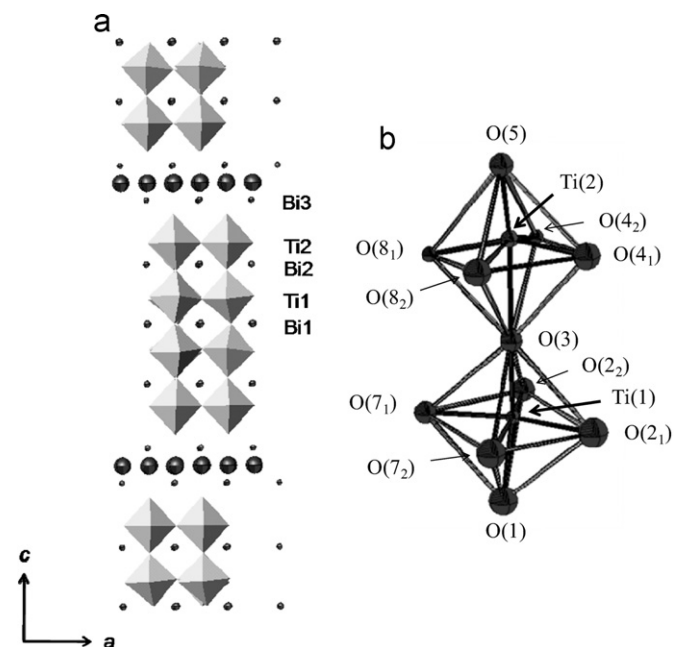 a
Bi3
Ti2
Bi2
Ti1
Bi1
c
a
b
O(5)
Ti(2)
O(4₂)
O(8₁)
O(4₁)
O(8₂)
O(3)
O(2₂)
O(7₁)
Ti(1)
O(2₁)
O(7₂)
O(1)